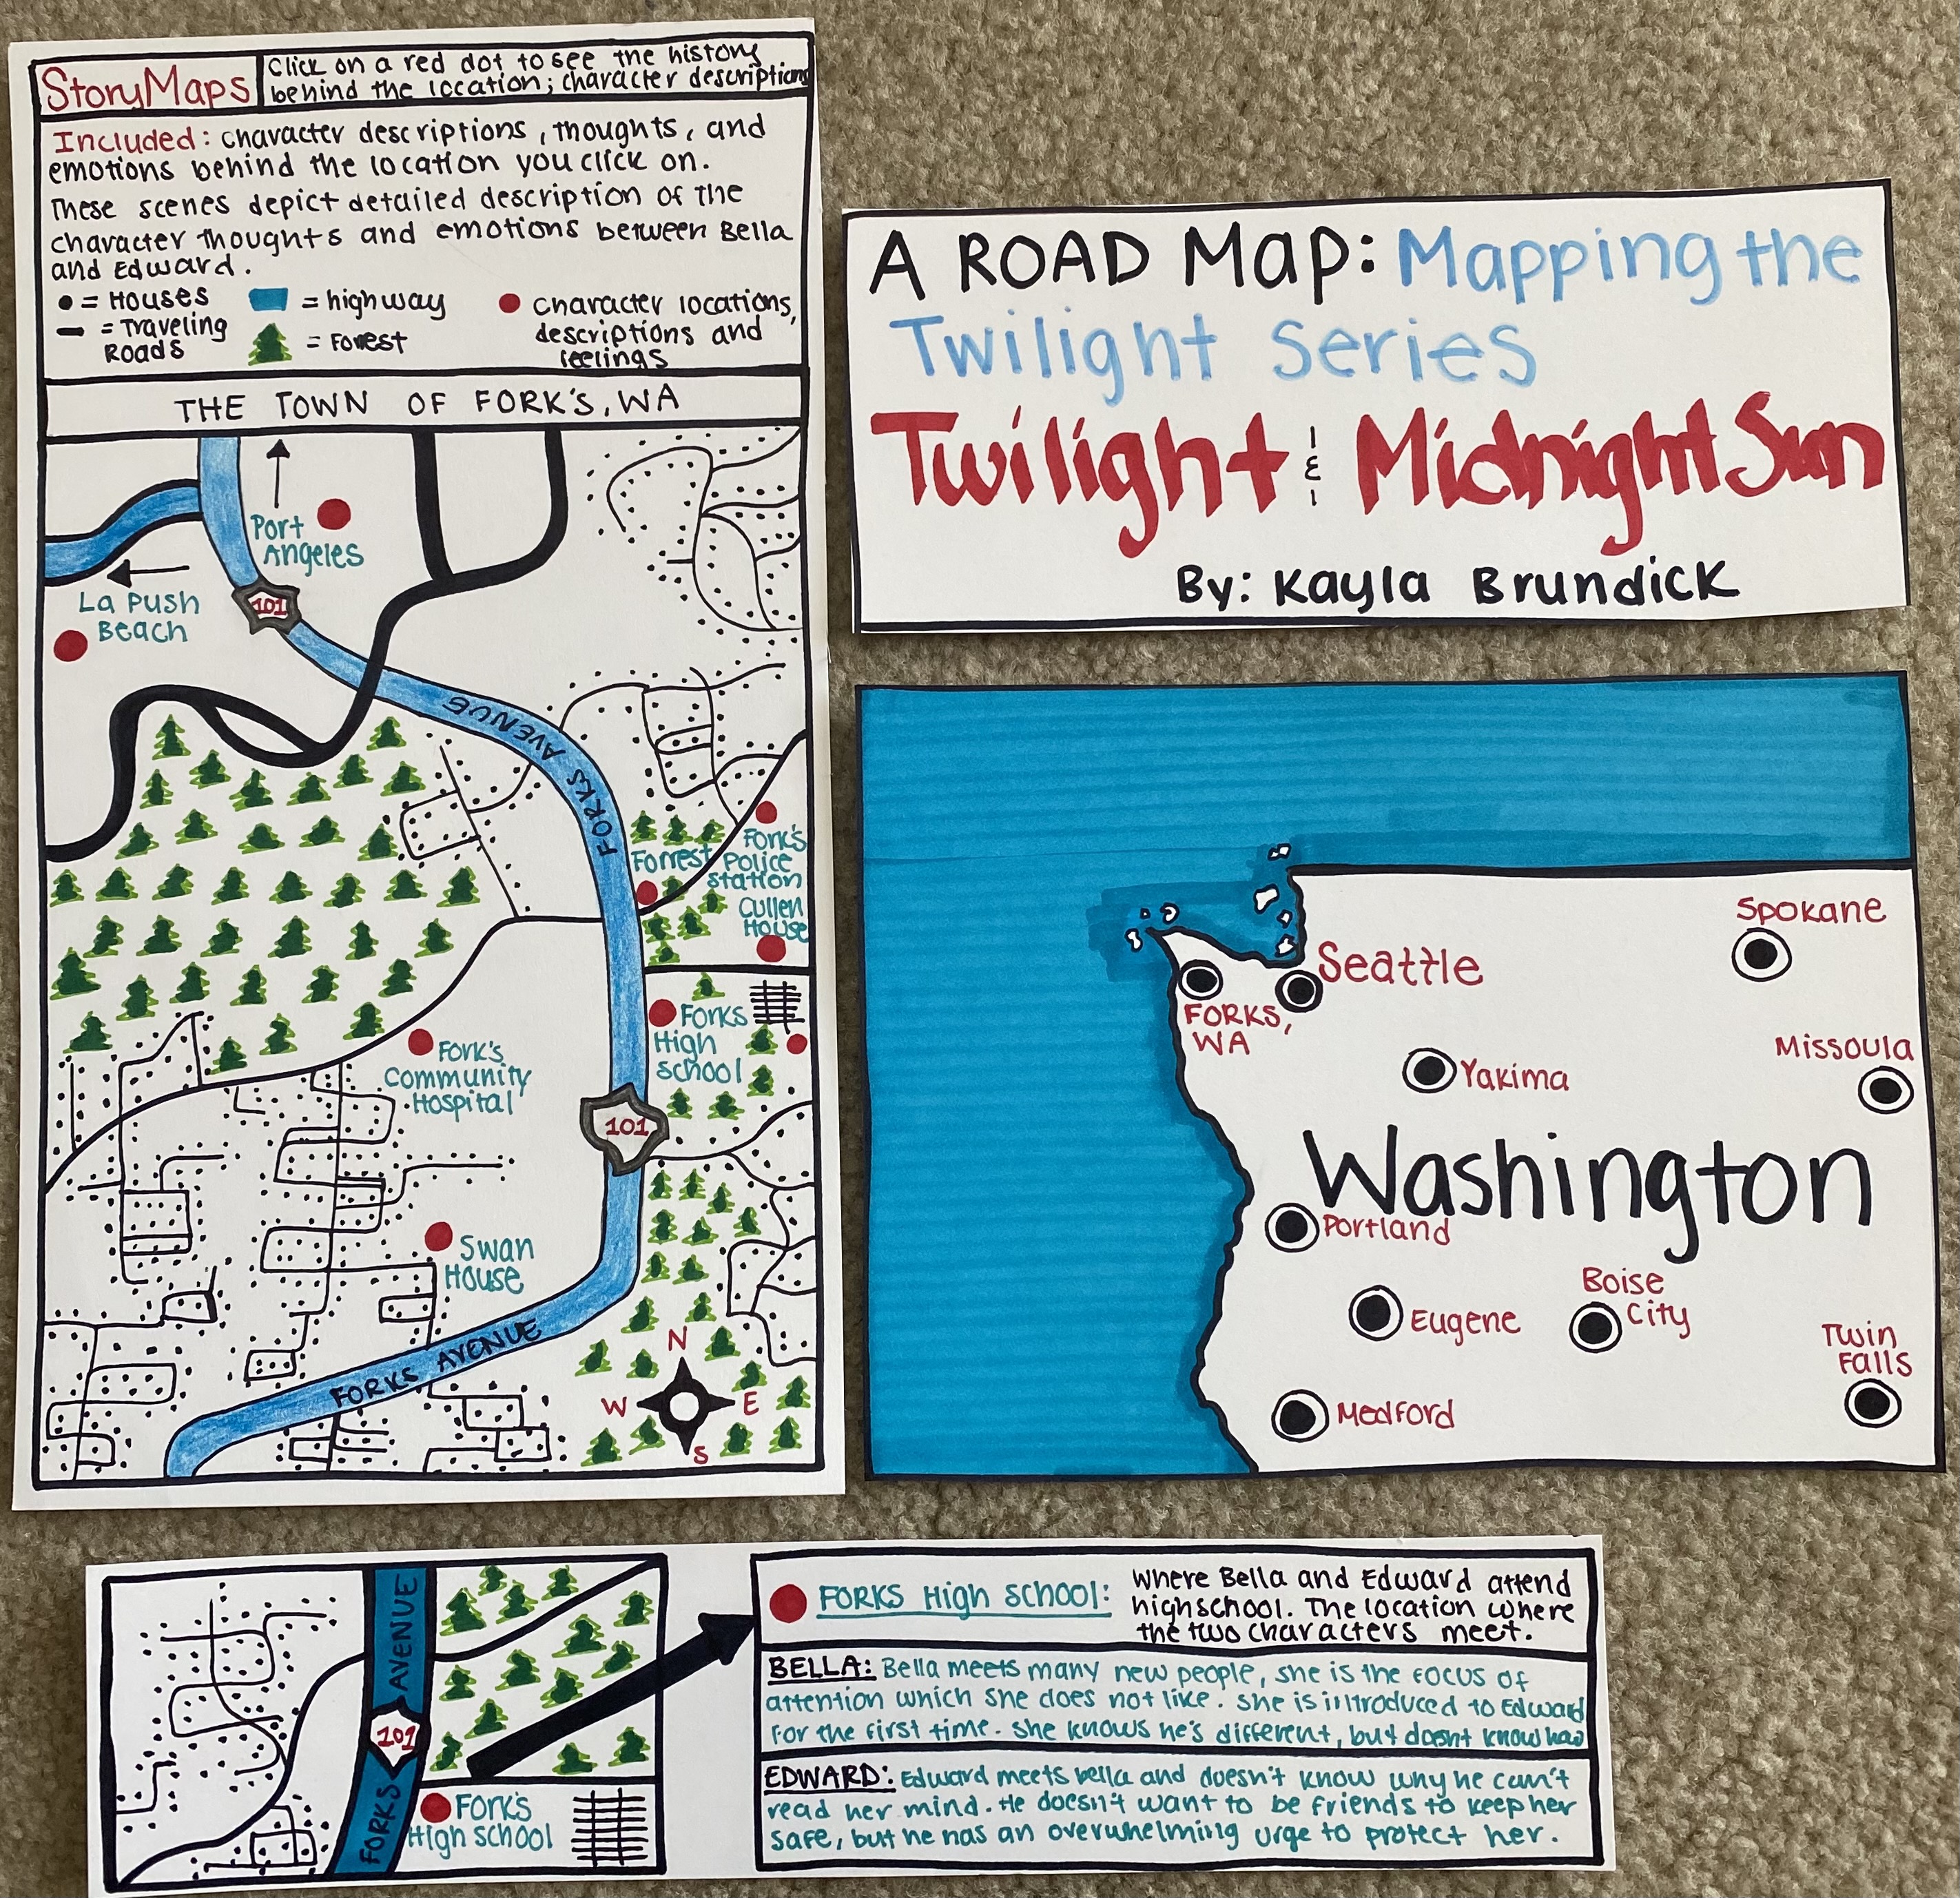 StoryMaps
Click on a red dot to see the history
behind the location; character descriptions
Included: character descriptions, thoughts, and
emotions behind the location you click on.
These scenes depict detailed description of the
character thoughts and emotions between Bella
and Edward.
= Houses
= Traveling
Roads
= highway
= Forest
character locations,
descriptions and
feelings
THE TOWN OF FORK'S, WA
Port
Angeles
La Push
Beach
101
FORKS AVENUE
Forrest
Fork's
Police
station
Cullen
House
Forks
High
school
Fork's
Community
Hospital
101
Swan
House
FORKS AVENUE
N
W
E
S
A ROAD Map: Mapping the
Twilight Series
Twilight & Midnight Sun
By: Kayla Brundick
Spokane
Seattle
FORKS,
WA
Missoula
Yakima
Washington
Portland
Boise
City
Eugene
Twin
Falls
Medford
FORKS AVENUE
101
Fork's
High school
FORKS High School:
where Bella and Edward attend
highschool. The location where
the two characters meet.
BELLA: Bella meets many new people, she is the focus of
attention which she does not like. She is introduced to Edward
for the first time. She knows he's different, but doesnt know how
EDWARD: Edward meets bella and doesn't know why he can't
read her mind. He doesn't want to be friends to keep her
safe, but he has an overwhelming urge to protect her.